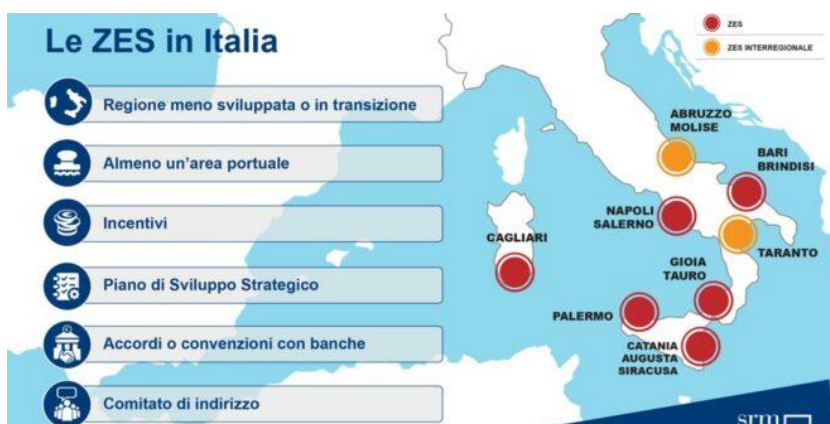 Le ZES in Italia
Regione meno sviluppata o in transizione
Almeno un'area portuale
Incentivi
Piano di Sviluppo Strategico
Accordi o convenzioni con banche
Comitato di indirizzo
ZES
ZES INTERREGIONALE
ABRUZZO
MOLISE
BARI
BRINDISI
NAPOLI
SALERNO
CAGLIARI
TARANTO
GIOIA
TAURO
PALERMO
CATANIA
AUGUSTA
SIRACUSA
srm